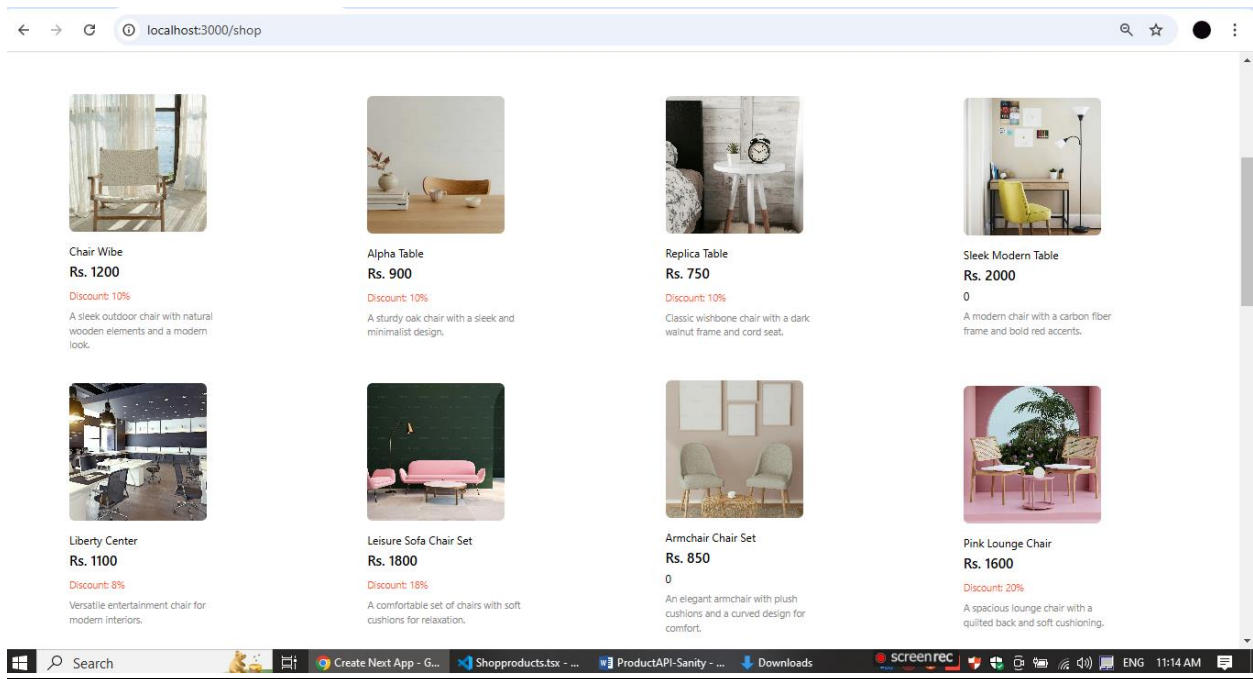 localhost:3000/shop
Chair Wibe
Rs. 1200
Discount: 10%
A sleek outdoor chair with natural
wooden elements and a modern
look.
Alpha Table
Rs. 900
Discount: 10%
A sturdy oak chair with a sleek and
minimalist design.
Replica Table
Rs. 750
Discount: 10%
Classic wishbone chair with a dark
walnut frame and cord seat.
Sleek Modern Table
Rs. 2000
0
A modern chair with a carbon fiber
frame and bold red accents.
Liberty Center
Rs. 1100
Discount: 8%
Versatile entertainment chair for
modern interiors.
Leisure Sofa Chair Set
Rs. 1800
Discount: 18%
A comfortable set of chairs with soft
cushions for relaxation.
Armchair Chair Set
Rs. 850
0
An elegant armchair with plush
cushions and a curved design for
comfort.
Pink Lounge Chair
Rs. 1600
Discount: 20%
A spacious lounge chair with a
quilted back and soft cushioning.
Search
Create Next App - G...
Shopproducts.tsx - ...
ProductAPI-Sanity - ...
Downloads
screenrec
ENG
11:14 AM